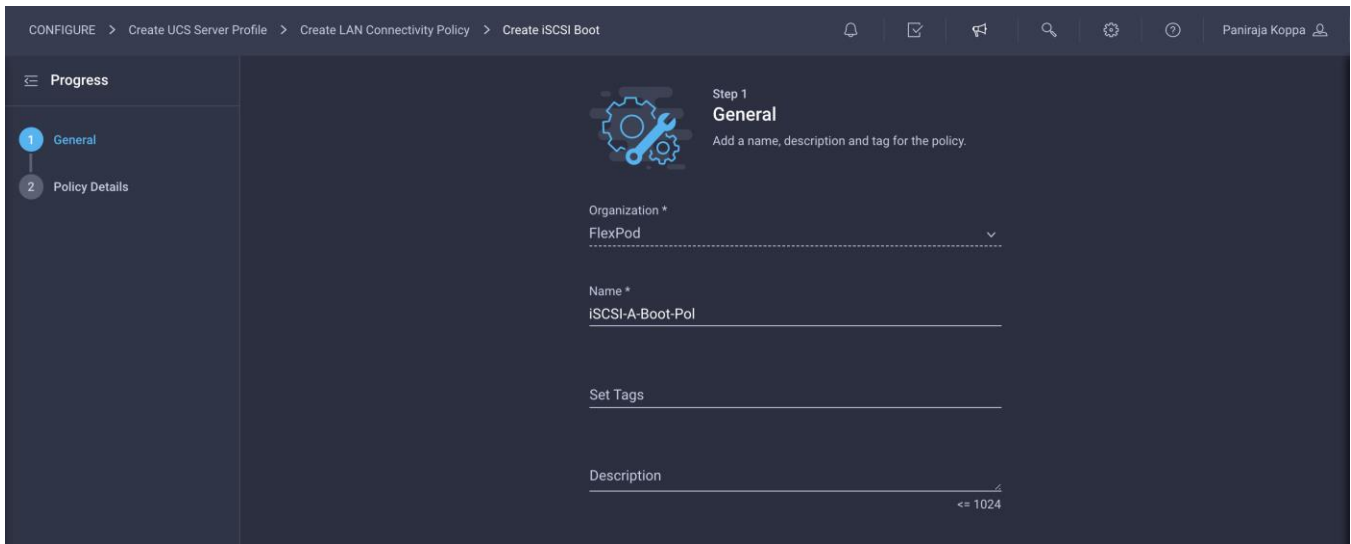 CONFIGURE > Create UCS Server Profile > Create LAN Connectivity Policy > Create iSCSI Boot
Paniraja Koppa
Progress
1 General
2 Policy Details
Step 1
General
Add a name, description and tag for the policy.
Organization *
FlexPod
Name *
iSCSI-A-Boot-Pol
Set Tags
Description
<= 1024